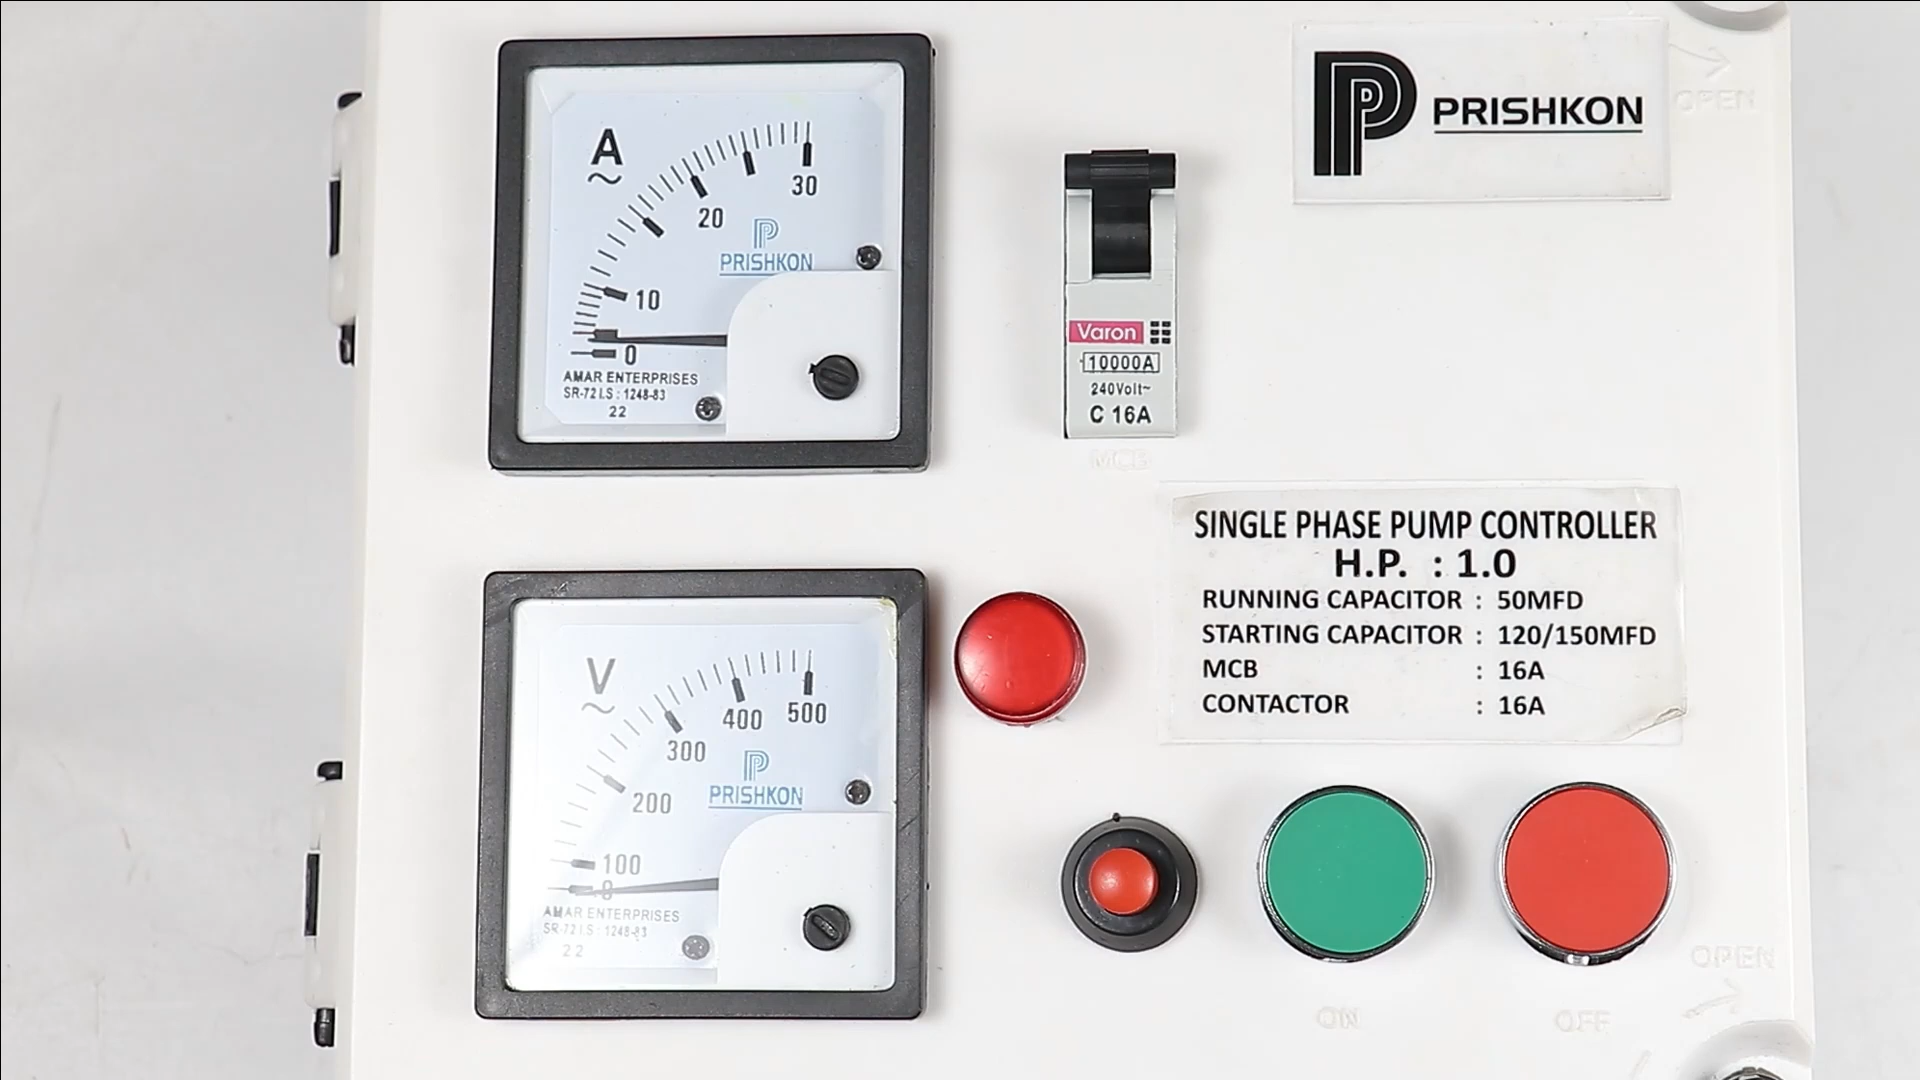 A
30
20
10
0
P
PRISHKON
AMAR ENTERPRISES
SR-72 I.S : 1248-83
22
V
500
400
300
200
100
0
P
PRISHKON
AMAR ENTERPRISES
SR-72 I.S : 1248-83
22
Varon
10000A
240Volt~
C 16A
MCB
P PRISHKON
OPEN
SINGLE PHASE PUMP CONTROLLER
H.P. : 1.0
RUNNING CAPACITOR : 50MFD
STARTING CAPACITOR : 120/150MFD
MCB : 16A
CONTACTOR : 16A
ON
OFF
OPEN